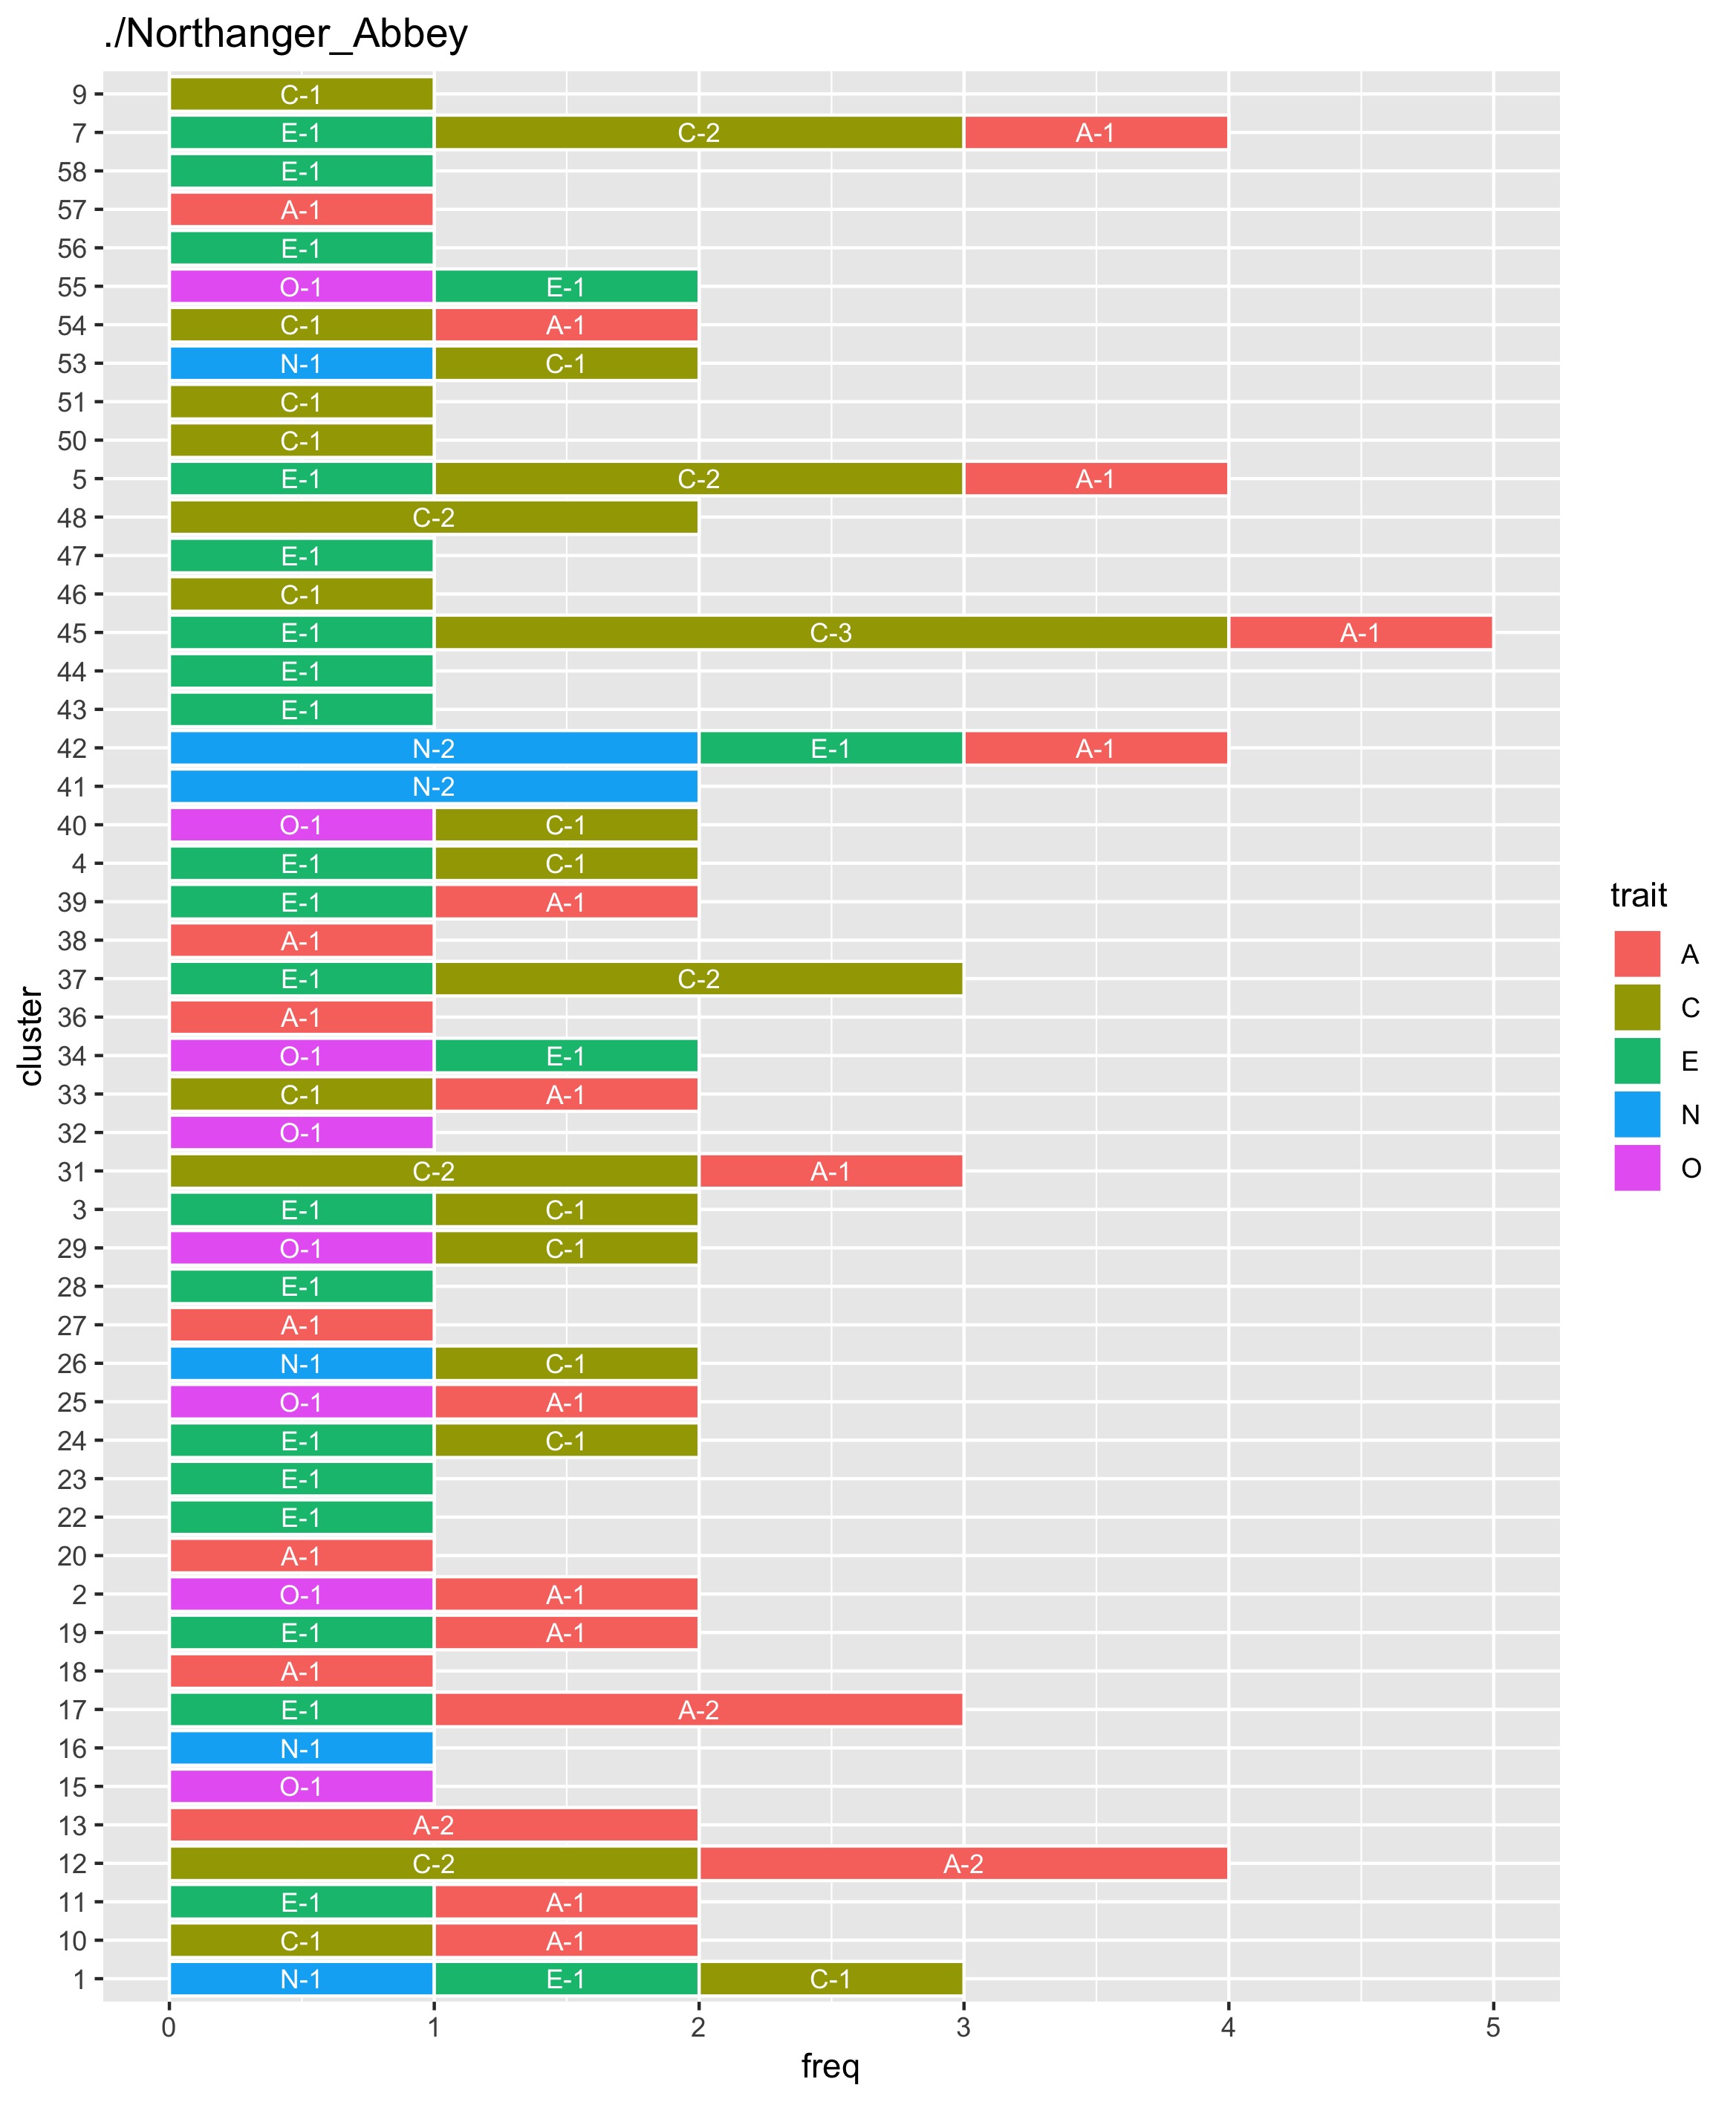 ./Northanger_Abbey
9 C-1
7 E-1 C-2 A-1
58 E-1
57 A-1
56 E-1
55 O-1 E-1
54 C-1 A-1
53 N-1 C-1
51 C-1
50 C-1
5 E-1 C-2 A-1
48 C-2
47 E-1
46 C-1
45 E-1 C-3 A-1
44 E-1
43 E-1
42 N-2 E-1 A-1
41 N-2
40 O-1 C-1
4 E-1 C-1
39 E-1 A-1
38 A-1
37 E-1 C-2
36 A-1
34 O-1 E-1
33 C-1 A-1
32 O-1
31 C-2 A-1
3 E-1 C-1
29 O-1 C-1
28 E-1
27 A-1
26 N-1 C-1
25 O-1 A-1
24 E-1 C-1
23 E-1
22 E-1
20 A-1
2 O-1 A-1
19 E-1 A-1
18 A-1
17 E-1 A-2
16 N-1
15 O-1
13 A-2
12 C-2 A-2
11 E-1 A-1
10 C-1 A-1
1 N-1 E-1 C-1
0 1 2 3 4 5
freq
cluster
trait
A
C
E
N
O